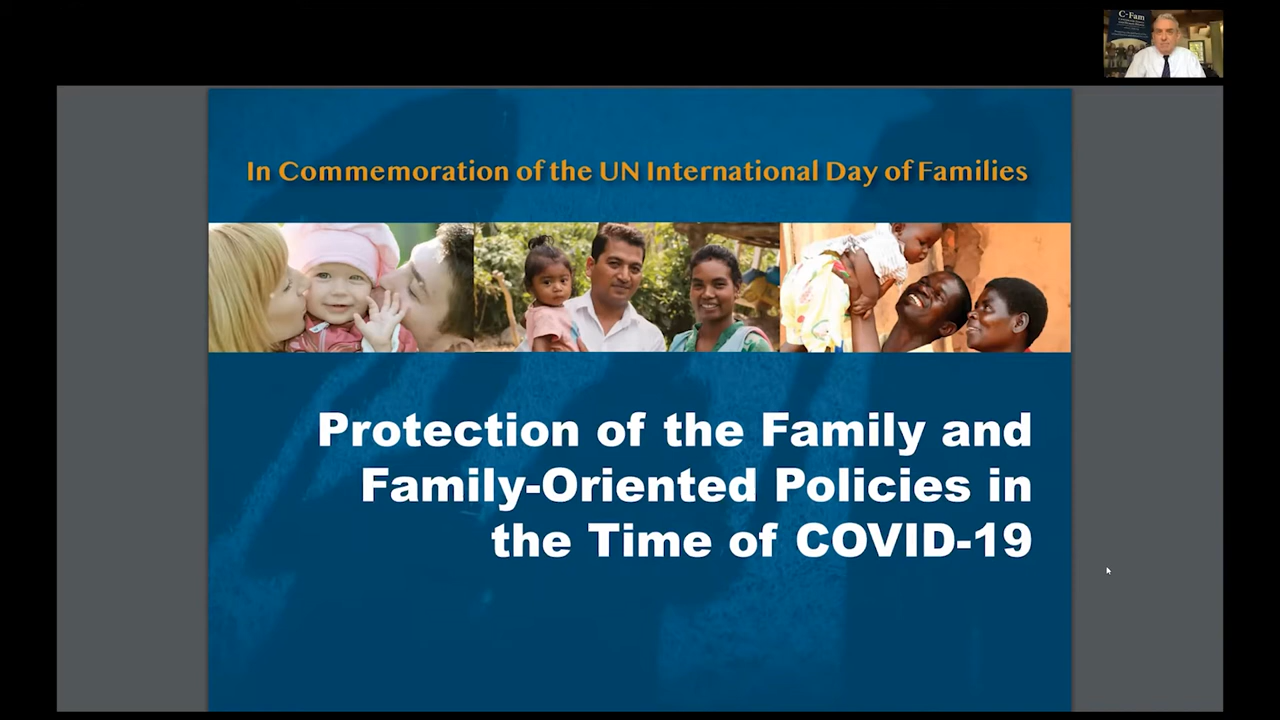 C-Fam
In Commemoration of the UN International Day of Families
Protection of the Family and
Family-Oriented Policies in
the Time of COVID-19